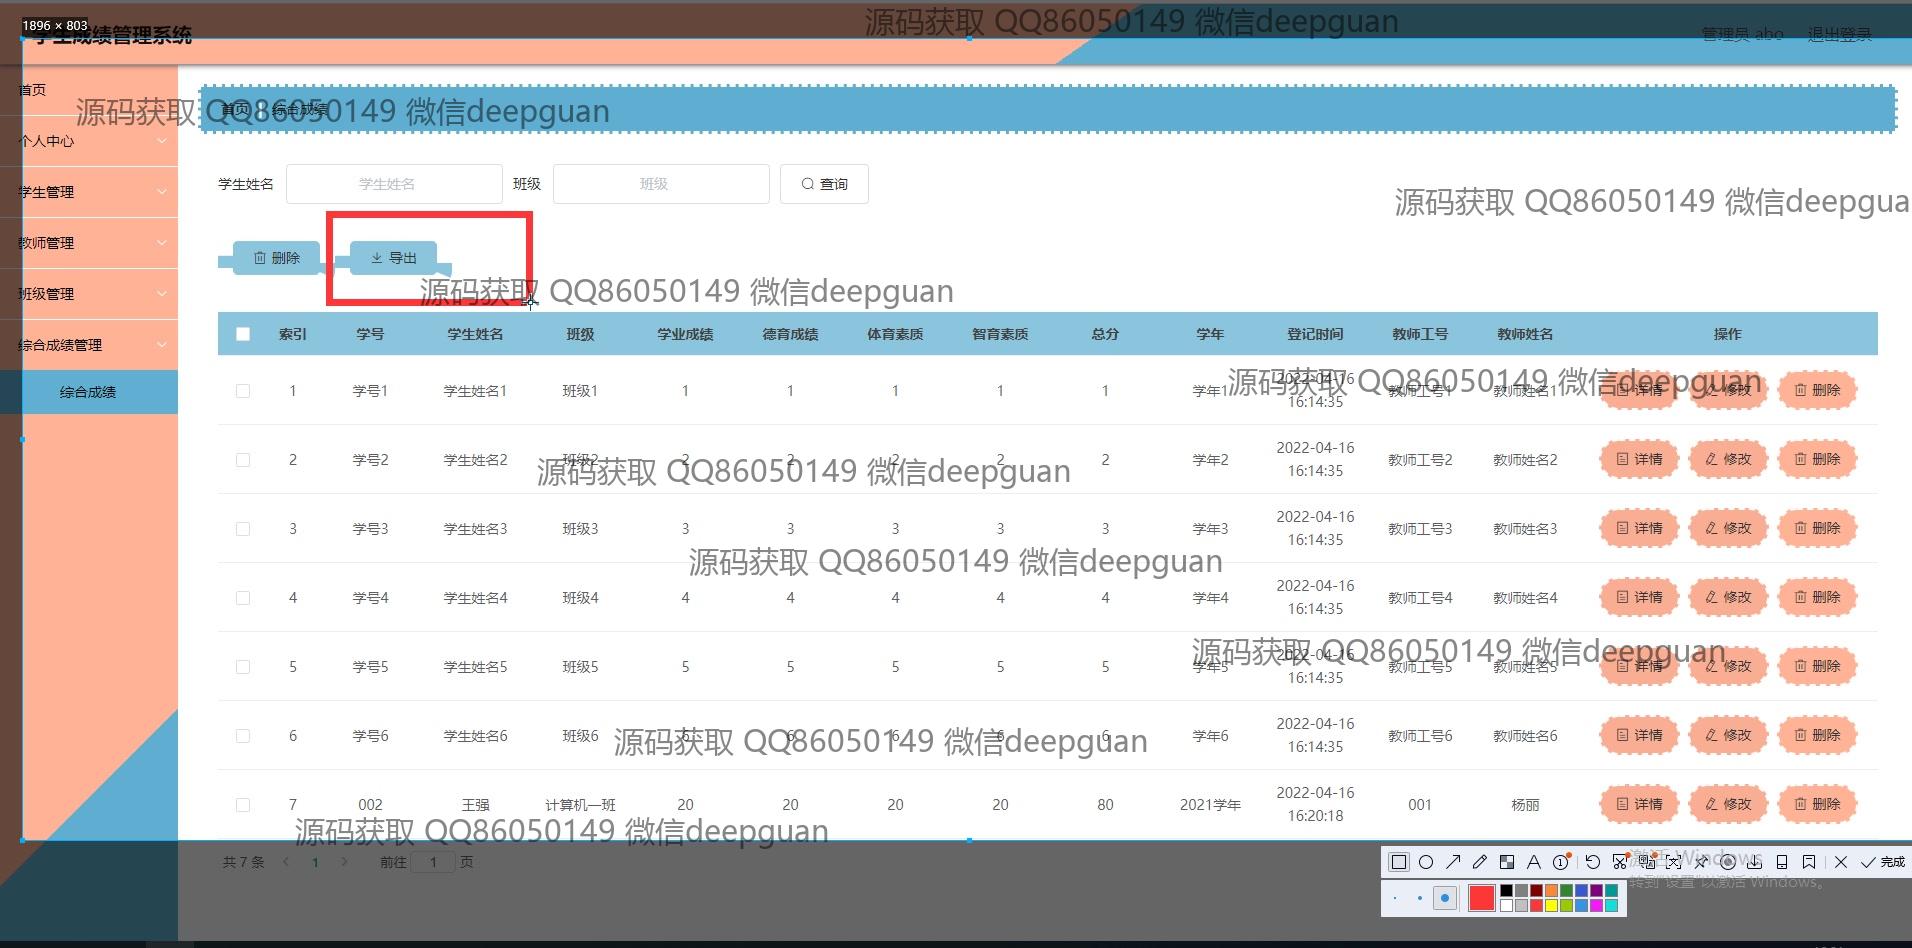 1896 × 803
学生成绩管理系统
源码获取 QQ86050149 微信deepguan
管理员 abo 退出登录
首页
个人中心
学生管理
教师管理
班级管理
综合成绩管理
综合成绩
首页 综合成绩
源码获取 QQ86050149 微信deepguan
学生姓名 学生姓名 班级 班级 查询
源码获取 QQ86050149 微信deepgua
删除 导出
源码获取 QQ86050149 微信deepguan
索引 学号 学生姓名 班级 学业成绩 德育成绩 体育素质 智育素质 总分 学年 登记时间 教师工号 教师姓名 操作
1 学号1 学生姓名1 班级1 1 1 1 1 1 学年1 2022-04-16 16:14:35 教师工号1 教师姓名1 详情 修改 删除
源码获取 QQ86050149 微信deepguan
2 学号2 学生姓名2 班级2 2 2 2 2 2 学年2 2022-04-16 16:14:35 教师工号2 教师姓名2 详情 修改 删除
源码获取 QQ86050149 微信deepguan
3 学号3 学生姓名3 班级3 3 3 3 3 3 学年3 2022-04-16 16:14:35 教师工号3 教师姓名3 详情 修改 删除
源码获取 QQ86050149 微信deepguan
4 学号4 学生姓名4 班级4 4 4 4 4 4 学年4 2022-04-16 16:14:35 教师工号4 教师姓名4 详情 修改 删除
5 学号5 学生姓名5 班级5 5 5 5 5 5 学年5 2022-04-16 16:14:35 教师工号5 教师姓名5 详情 修改 删除
源码获取 QQ86050149 微信deepguan
6 学号6 学生姓名6 班级6 6 6 6 6 6 学年6 2022-04-16 16:14:35 教师工号6 教师姓名6 详情 修改 删除
源码获取 QQ86050149 微信deepguan
7 002 王强 计算机一班 20 20 20 20 80 2021学年 2022-04-16 16:20:18 001 杨丽 详情 修改 删除
源码获取 QQ86050149 微信deepguan
共 7 条 1 前往 1 页
完成
激活 Windows
转到"设置"以激活 Windows。